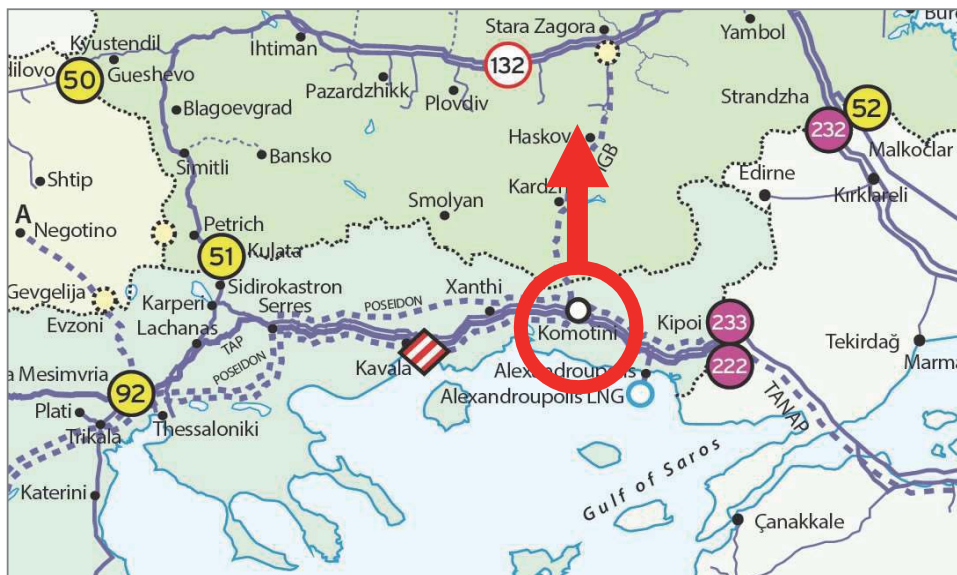 Kyustendil
dilovo
50
Gueshevo
Ihtiman
Stara Zagora
Yambol
Burg
132
Pazardzhikk
Plovdiv
Blagoevgrad
Strandzha
52
232
Haskov
Malkoclar
Simitli
Bansko
IGB
Edirne
Shtip
Kardzh
Kırklareli
A
Smolyan
Negotino
Petrich
51
Kulata
Gevgelija
Sidirokastron
Xanthi
POSEIDON
Karperi
Serres
Evzoni
Lachanas
TAP
Komotini
Kipoi
233
Tekirdağ
POSEIDON
Kavala
222
Marma
a Mesimvria
92
Alexandroupolis
Alexandroupolis LNG
TANAP
Plati
Thessaloniki
Trikala
Gulf of Saros
Katerini
Çanakkale